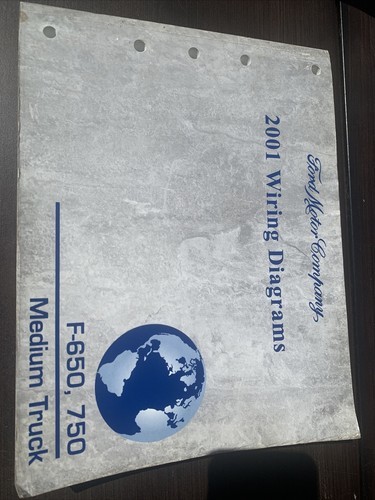 Ford Motor Company
2001 Wiring Diagrams
F-650, 750
Medium Truck